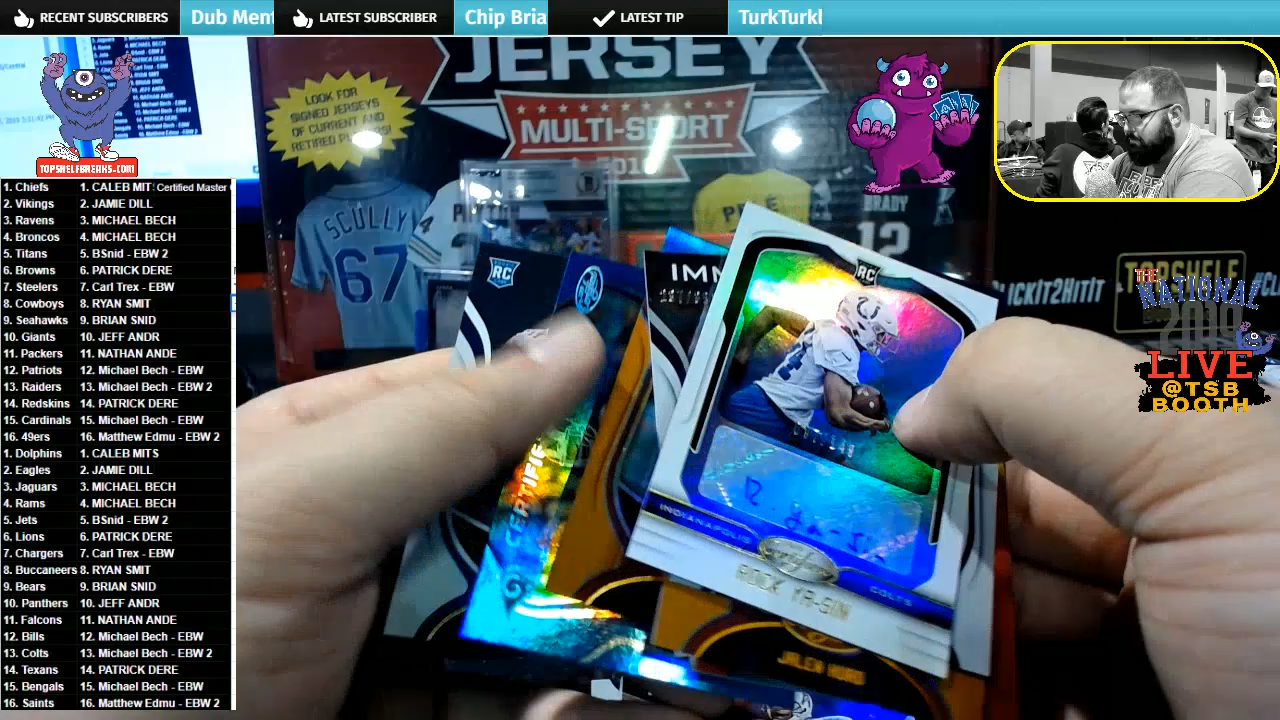 RECENT SUBSCRIBERS
Dub Ment
LATEST SUBSCRIBER
Chip Bria
LATEST TIP
TurkTurkl
TOPSHELFBREAKS.COM
1. Chiefs 1. CALEB MIT: Certified Master
2. Vikings 2. JAMIE DILL
3. Ravens 3. MICHAEL BECH
4. Broncos 4. MICHAEL BECH
5. Titans 5. BSnid - EBW 2
6. Browns 6. PATRICK DERE
7. Steelers 7. Carl Trex - EBW
8. Cowboys 8. RYAN SMIT
9. Seahawks 9. BRIAN SNID
10. Giants 10. JEFF ANDR
11. Packers 11. NATHAN ANDE
12. Patriots 12. Michael Bech - EBW
13. Raiders 13. Michael Bech - EBW 2
14. Redskins 14. PATRICK DERE
15. Cardinals 15. Michael Bech - EBW
16. 49ers 16. Matthew Edmu - EBW 2
1. Dolphins 1. CALEB MITS
2. Eagles 2. JAMIE DILL
3. Jaguars 3. MICHAEL BECH
4. Rams 4. MICHAEL BECH
5. Jets 5. BSnid - EBW 2
6. Lions 6. PATRICK DERE
7. Chargers 7. Carl Trex - EBW
8. Buccaneers 8. RYAN SMIT
9. Bears 9. BRIAN SNID
10. Panthers 10. JEFF ANDR
11. Falcons 11. NATHAN ANDE
12. Bills 12. Michael Bech - EBW
13. Colts 13. Michael Bech - EBW 2
14. Texans 14. PATRICK DERE
15. Bengals 15. Michael Bech - EBW
16. Saints 16. Matthew Edmu - EBW 2
JERSEY
MULTI-SPORT
LOOK FOR
SIGNED JERSEYS
OF CURRENT AND
RETIRED PLAYERS!
SCULLY
67
BRADY
12
RC
IMM
RC
CERTIFIE
INDIANAPOLIS
COLTS
ROCK YA-SIN
JALEN HURD
CLICKIT2HITIT
TOPSHELF
THE
NATIONAL
2019
LIVE
@TSB
BOOTH